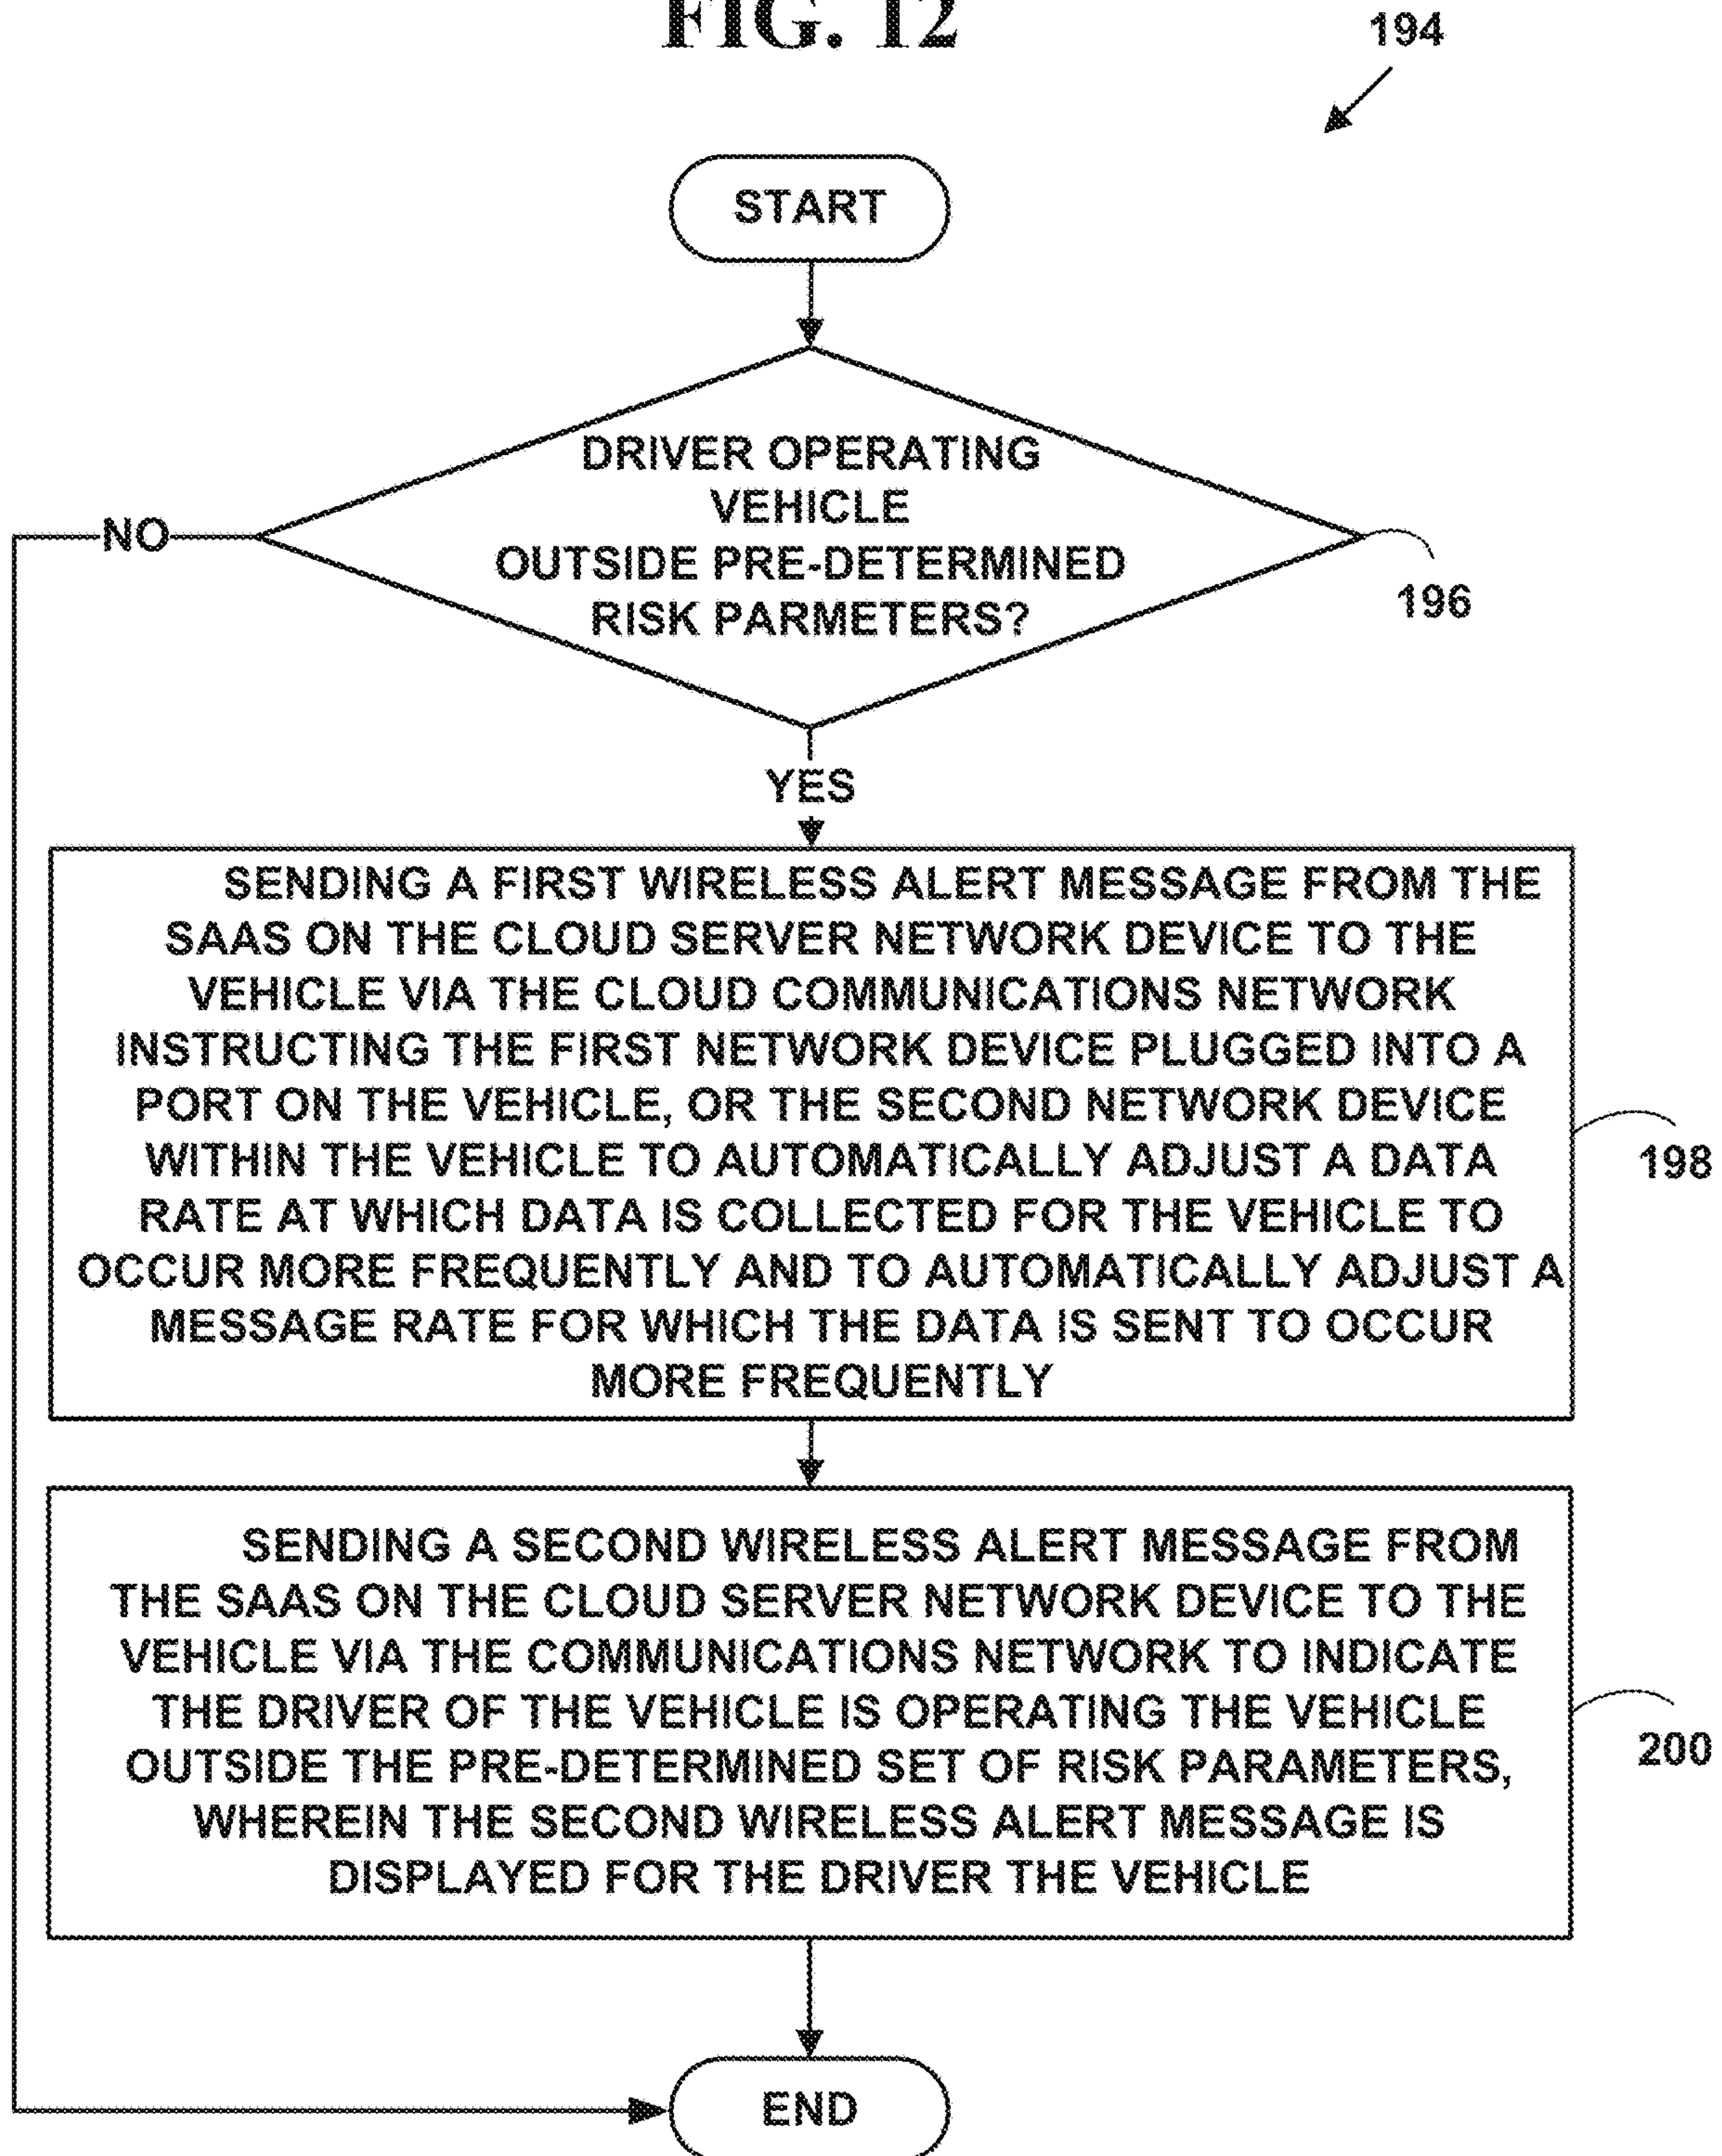 FIG. 12
194
START
DRIVER OPERATING
VEHICLE
OUTSIDE PRE-DETERMINED
RISK PARMETERS?
NO
196
YES
SENDING A FIRST WIRELESS ALERT MESSAGE FROM THE
SAAS ON THE CLOUD SERVER NETWORK DEVICE TO THE
VEHICLE VIA THE CLOUD COMMUNICATIONS NETWORK
INSTRUCTING THE FIRST NETWORK DEVICE PLUGGED INTO A
PORT ON THE VEHICLE, OR THE SECOND NETWORK DEVICE
WITHIN THE VEHICLE TO AUTOMATICALLY ADJUST A DATA
RATE AT WHICH DATA IS COLLECTED FOR THE VEHICLE TO
OCCUR MORE FREQUENTLY AND TO AUTOMATICALLY ADJUST A
MESSAGE RATE FOR WHICH THE DATA IS SENT TO OCCUR
MORE FREQUENTLY
198
SENDING A SECOND WIRELESS ALERT MESSAGE FROM
THE SAAS ON THE CLOUD SERVER NETWORK DEVICE TO THE
VEHICLE VIA THE COMMUNICATIONS NETWORK TO INDICATE
THE DRIVER OF THE VEHICLE IS OPERATING THE VEHICLE
OUTSIDE THE PRE-DETERMINED SET OF RISK PARAMETERS,
WHEREIN THE SECOND WIRELESS ALERT MESSAGE IS
DISPLAYED FOR THE DRIVER THE VEHICLE
200
END